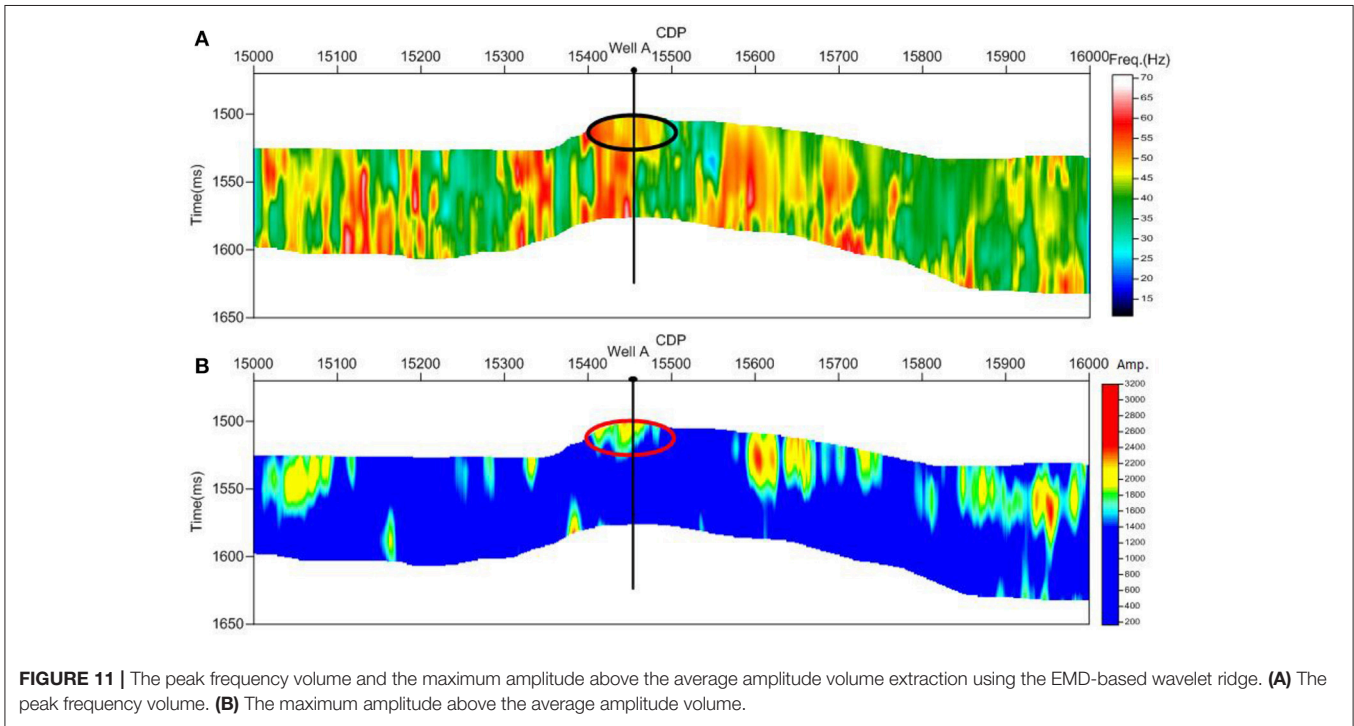 A
CDP
Well A
15000 15100 15200 15300 15400 15500 15600 15700 15800 15900 16000
Freq.(Hz)
Time(ms)
1500
1550
1600
1650
70
65
60
55
50
45
40
35
30
25
20
15
B
CDP
Well A
15000 15100 15200 15300 15400 15500 15600 15700 15800 15900 16000
Amp.
Time(ms)
1500
1550
1600
1650
3200
3000
2800
2600
2400
2200
2000
1800
1600
1400
1200
1000
800
600
400
200
FIGURE 11 | The peak frequency volume and the maximum amplitude above the average amplitude volume extraction using the EMD-based wavelet ridge. (A) The
peak frequency volume. (B) The maximum amplitude above the average amplitude volume.